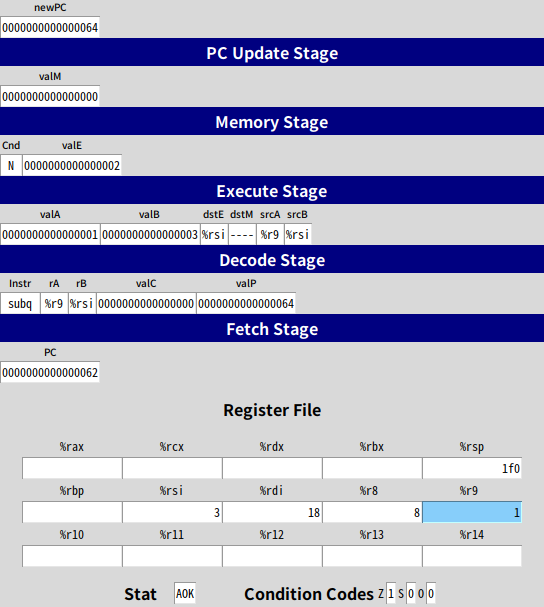 newPC
0000000000000064
PC Update Stage
valM
0000000000000000
Memory Stage
Cnd valE
N 0000000000000002
Execute Stage
valA valB dstE dstM srcA srcB
0000000000000001 0000000000000003 %rsi ---- %r9 %rsi
Decode Stage
Instr rA rB valC valP
subq %r9 %rsi 0000000000000000 0000000000000064
Fetch Stage
PC
0000000000000062
Register File
%rax %rcx %rdx %rbx %rsp
1f0
%rbp %rsi %rdi %r8 %r9
3 18 8 1
%r10 %r11 %r12 %r13 %r14
Stat AOK Condition Codes Z 1 S 0 O 0